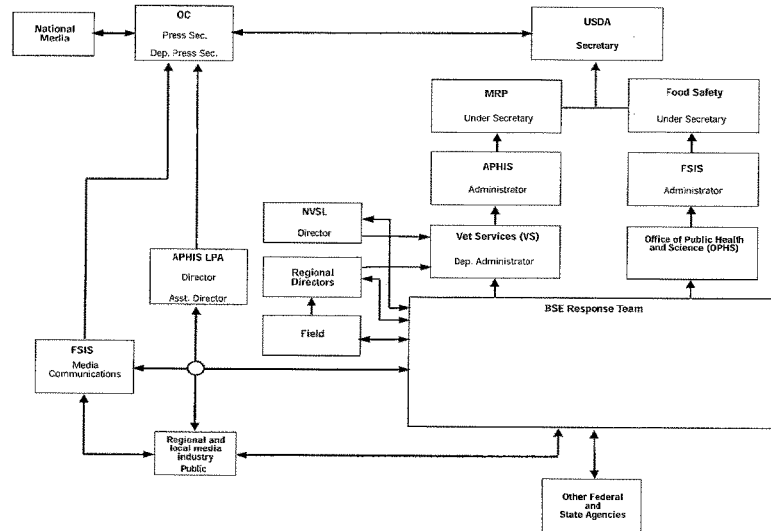 OC
Press Sec.
Dep. Press Sec.
National
Media
USDA
Secretary
MRP
Under Secretary
Food Safety
Under Secretary
APHIS
Administrator
FSIS
Administrator
NVSL
Director
Vet Services (VS)
Dep. Administrator
Office of Public Health
and Science (OPHS)
APHIS LPA
Director
Asst. Director
Regional
Directors
BSE Response Team
Field
FSIS
Media
Communications
Regional and
local media
industry
Public
Other Federal
and
State Agencies